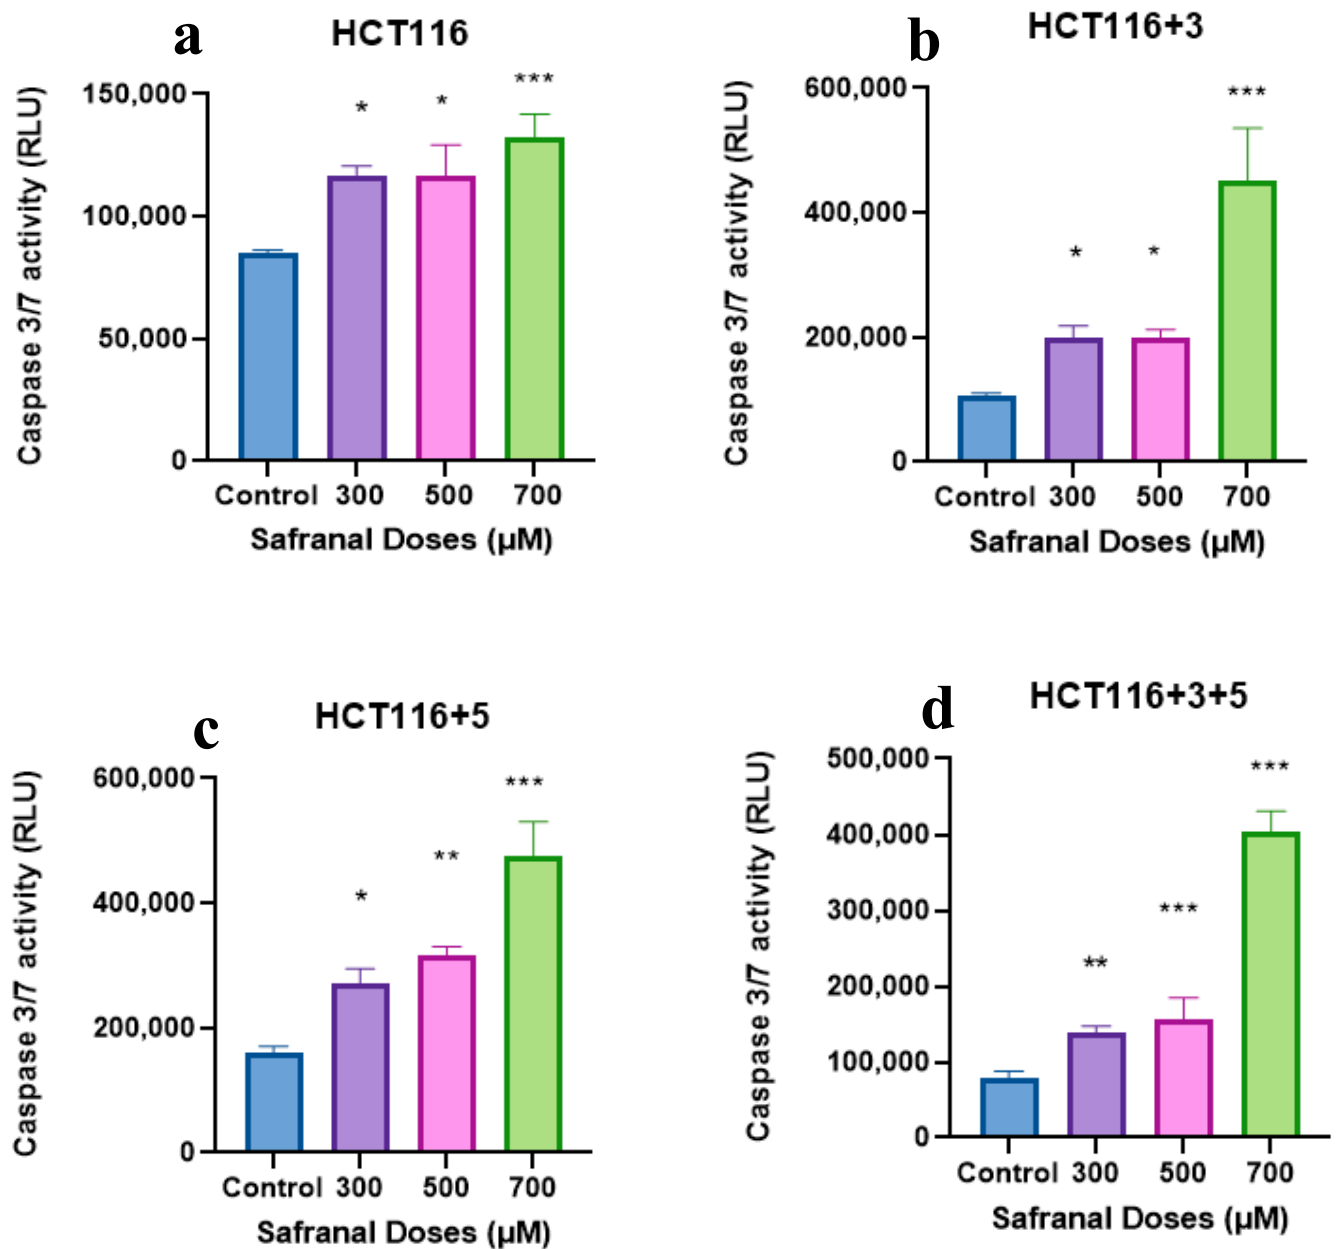 a
HCT116
Caspase 3/7 activity (RLU)
150,000
100,000
50,000
0
* * ***
Control 300 500 700
Safranal Doses (µM)
b
HCT116+3
Caspase 3/7 activity (RLU)
600,000
400,000
200,000
0
* * ***
Control 300 500 700
Safranal Doses (µM)
c
HCT116+5
Caspase 3/7 activity (RLU)
600,000
400,000
200,000
0
* ** ***
Control 300 500 700
Safranal Doses (µM)
d
HCT116+3+5
Caspase 3/7 activity (RLU)
500,000
400,000
300,000
200,000
100,000
0
** *** ***
Control 300 500 700
Safranal Doses (µM)